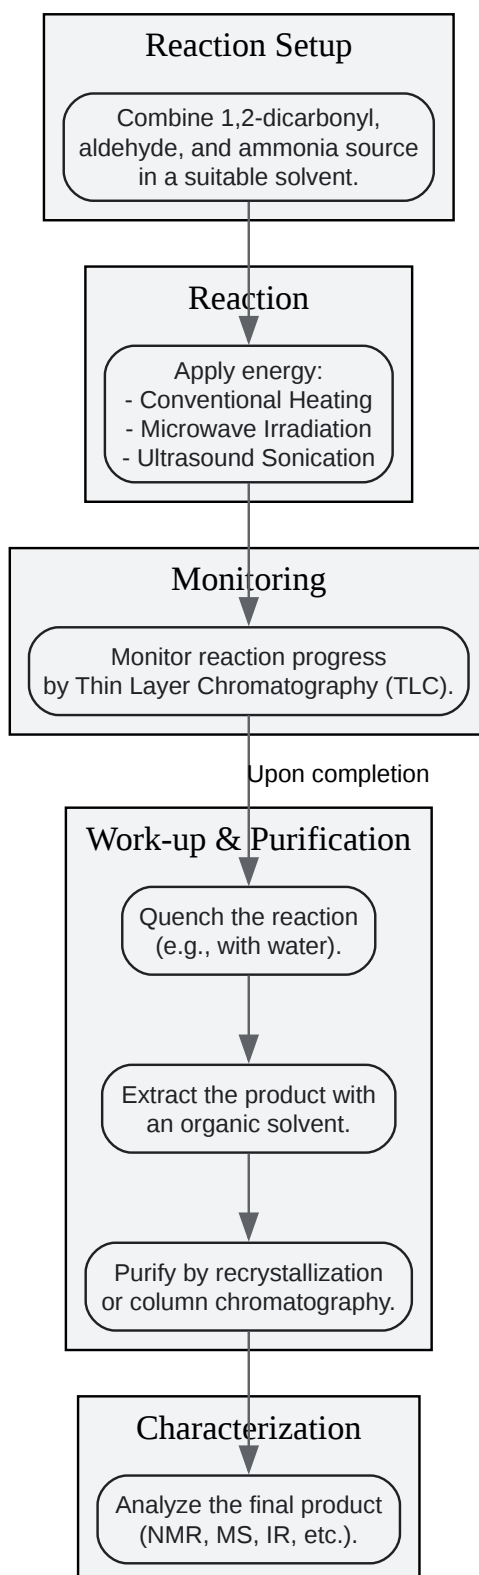 Reaction Setup
Combine 1,2-dicarbonyl,
aldehyde, and ammonia source
in a suitable solvent.
Reaction
Apply energy:
- Conventional Heating
- Microwave Irradiation
- Ultrasound Sonication
Monitoring
Monitor reaction progress
by Thin Layer Chromatography (TLC).
Upon completion
Work-up & Purification
Quench the reaction
(e.g., with water).
Extract the product with
an organic solvent.
Purify by recrystallization
or column chromatography.
Characterization
Analyze the final product
(NMR, MS, IR, etc.).